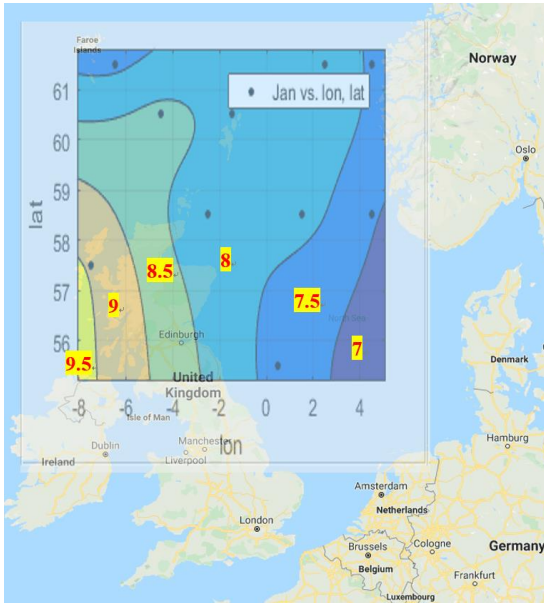 Faroe
Islands
Norway
61
Jan vs. lon, lat
60
Oslo
59
lat
58
8
8.5
57
7.5
9
North Sea
56
Edinburgh
7
Denmark
9.5
United
Kingdom
-8
-6
-4
-2
0
2
4
Isle of Man
lon
Dublin
Manchester
Hamburg
Ireland
Liverpool
Amsterdam
Netherlands
London
Brussels
Cologne
Germany
Belgium
Frankfurt
Luxembourg